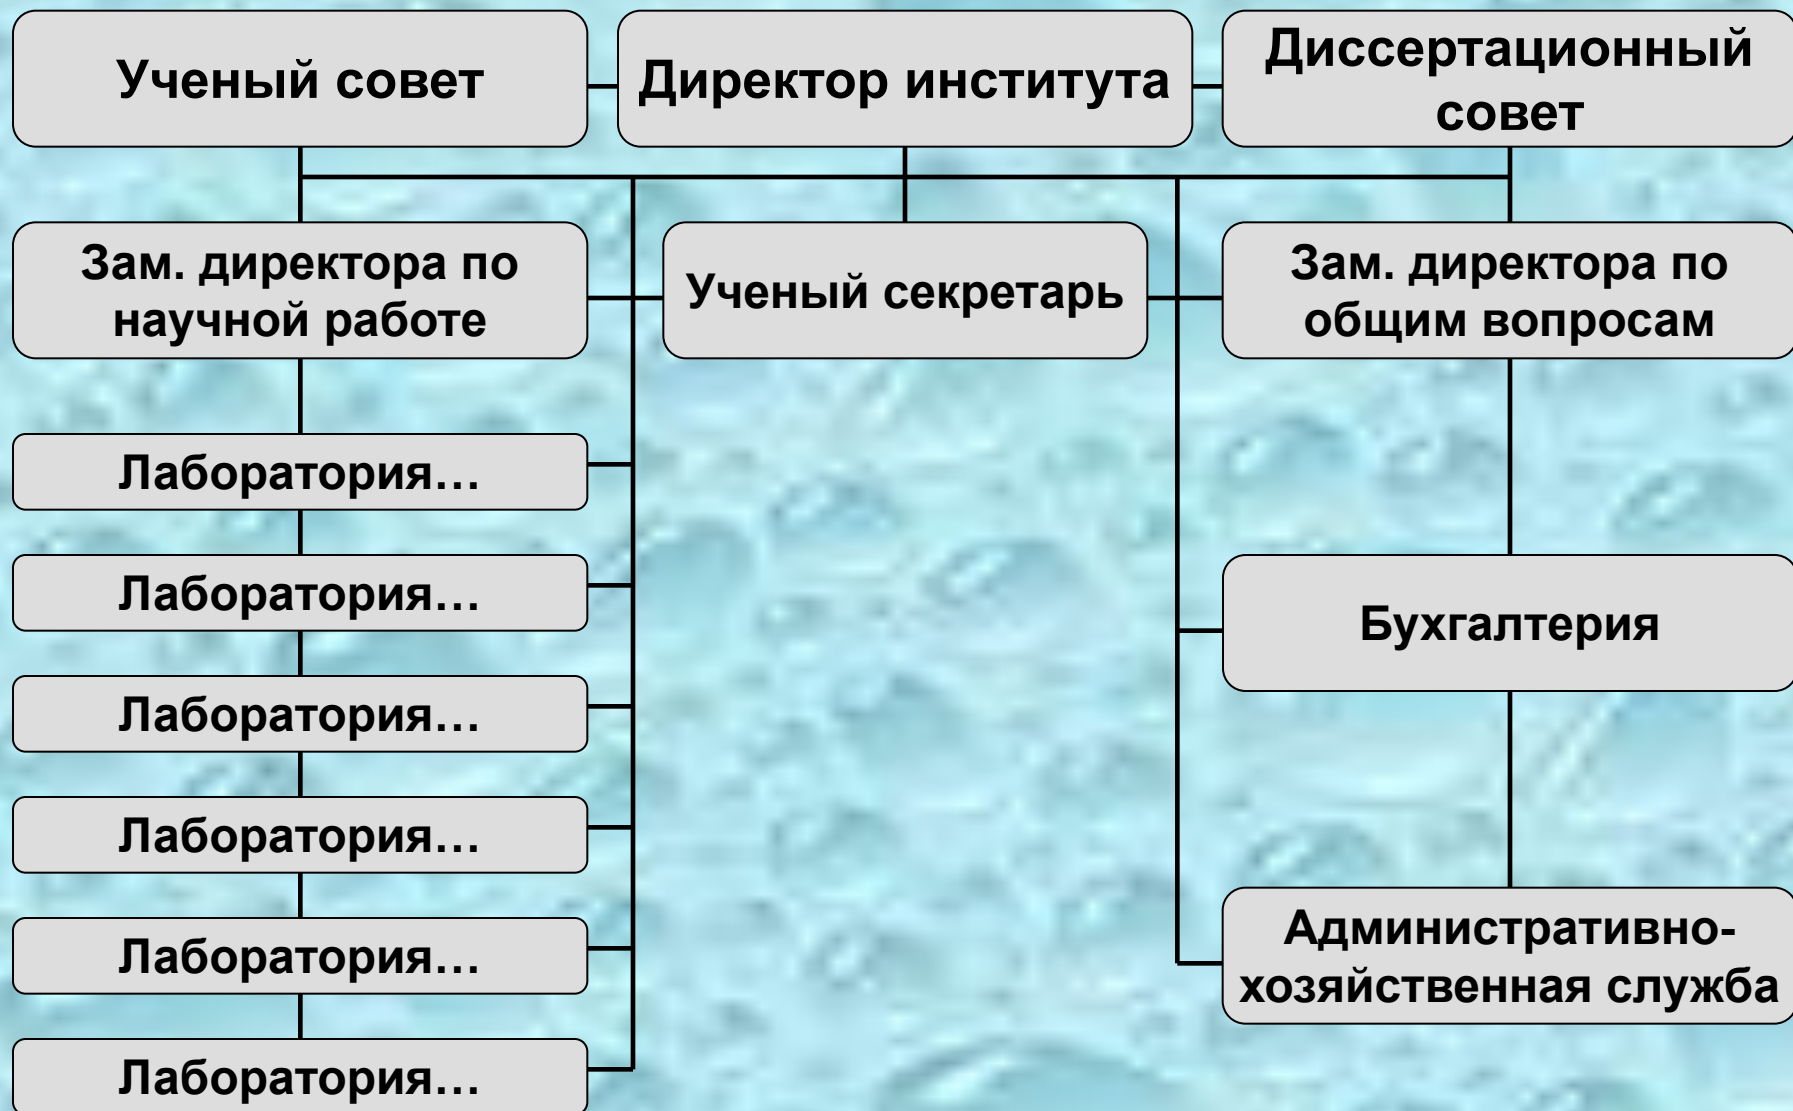 Ученый совет
Директор института
Диссертационный
совет
Зам. директора по
научной работе
Ученый секретарь
Зам. директора по
общим вопросам
Лаборатория…
Лаборатория…
Лаборатория…
Лаборатория…
Лаборатория…
Лаборатория…
Бухгалтерия
Административно-
хозяйственная служба